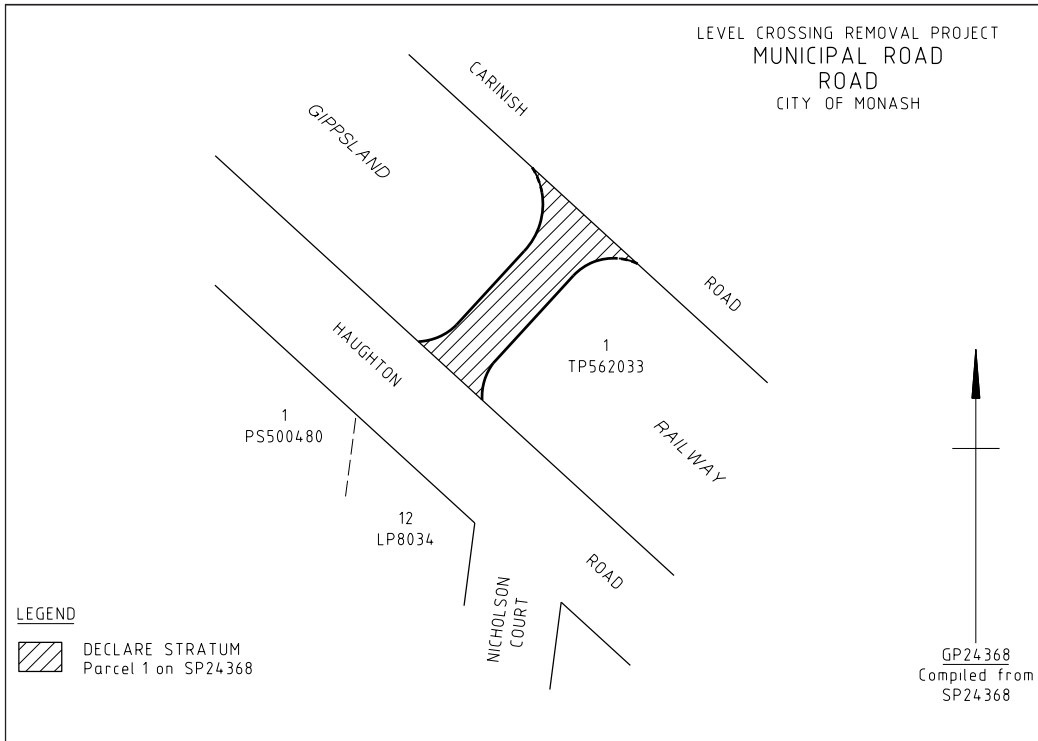 LEVEL CROSSING REMOVAL PROJECT
MUNICIPAL ROAD
ROAD
CITY OF MONASH
CARINISH
GIPPSLAND
ROAD
HAUGHTON
1
TP562033
1
PS500480
RAILWAY
12
LP8034
ROAD
NICHOLSON
COURT
LEGEND
DECLARE STRATUM
Parcel 1 on SP24368
GP24368
Compiled from
SP24368